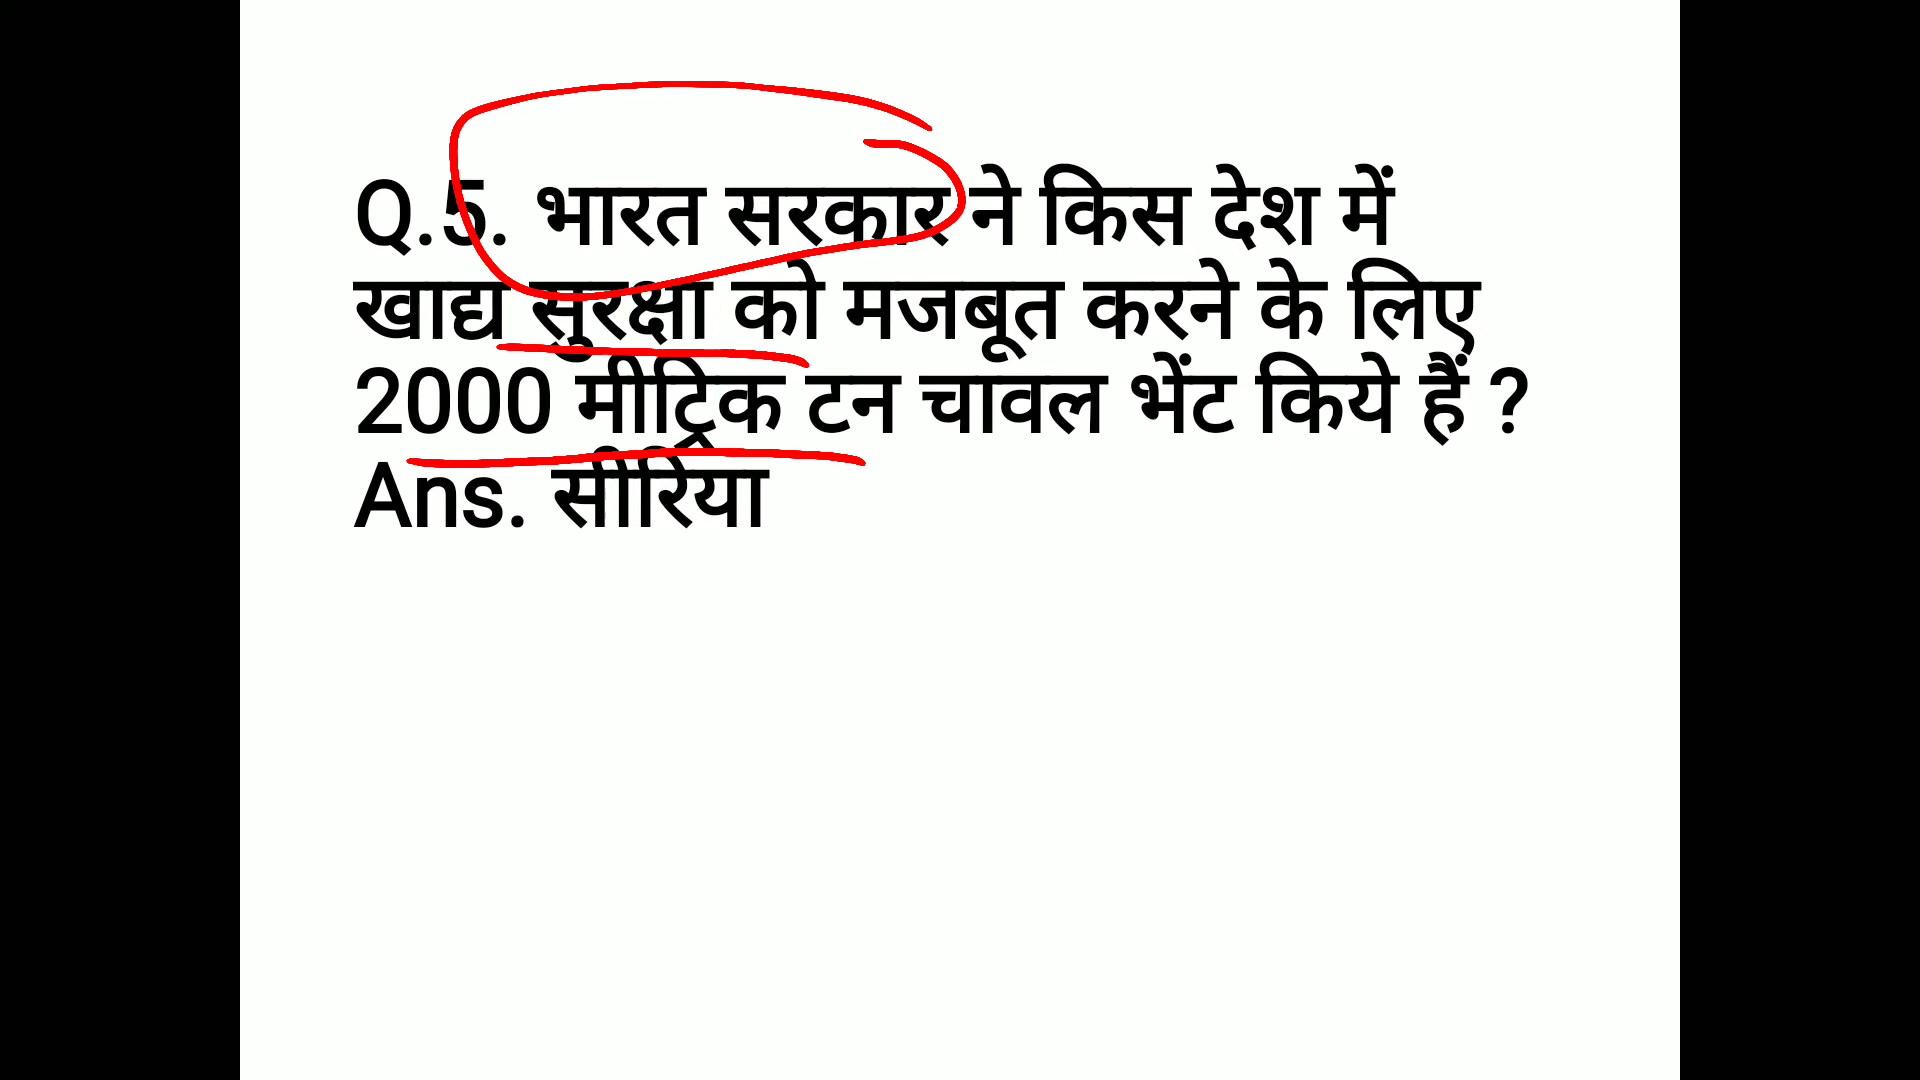 Q.5. भारत सरकार ने किस देश में
खाद्य सुरक्षा को मजबूत करने के लिए
2000 मीट्रिक टन चावल भेंट किये हैं ?
Ans. सीरिया